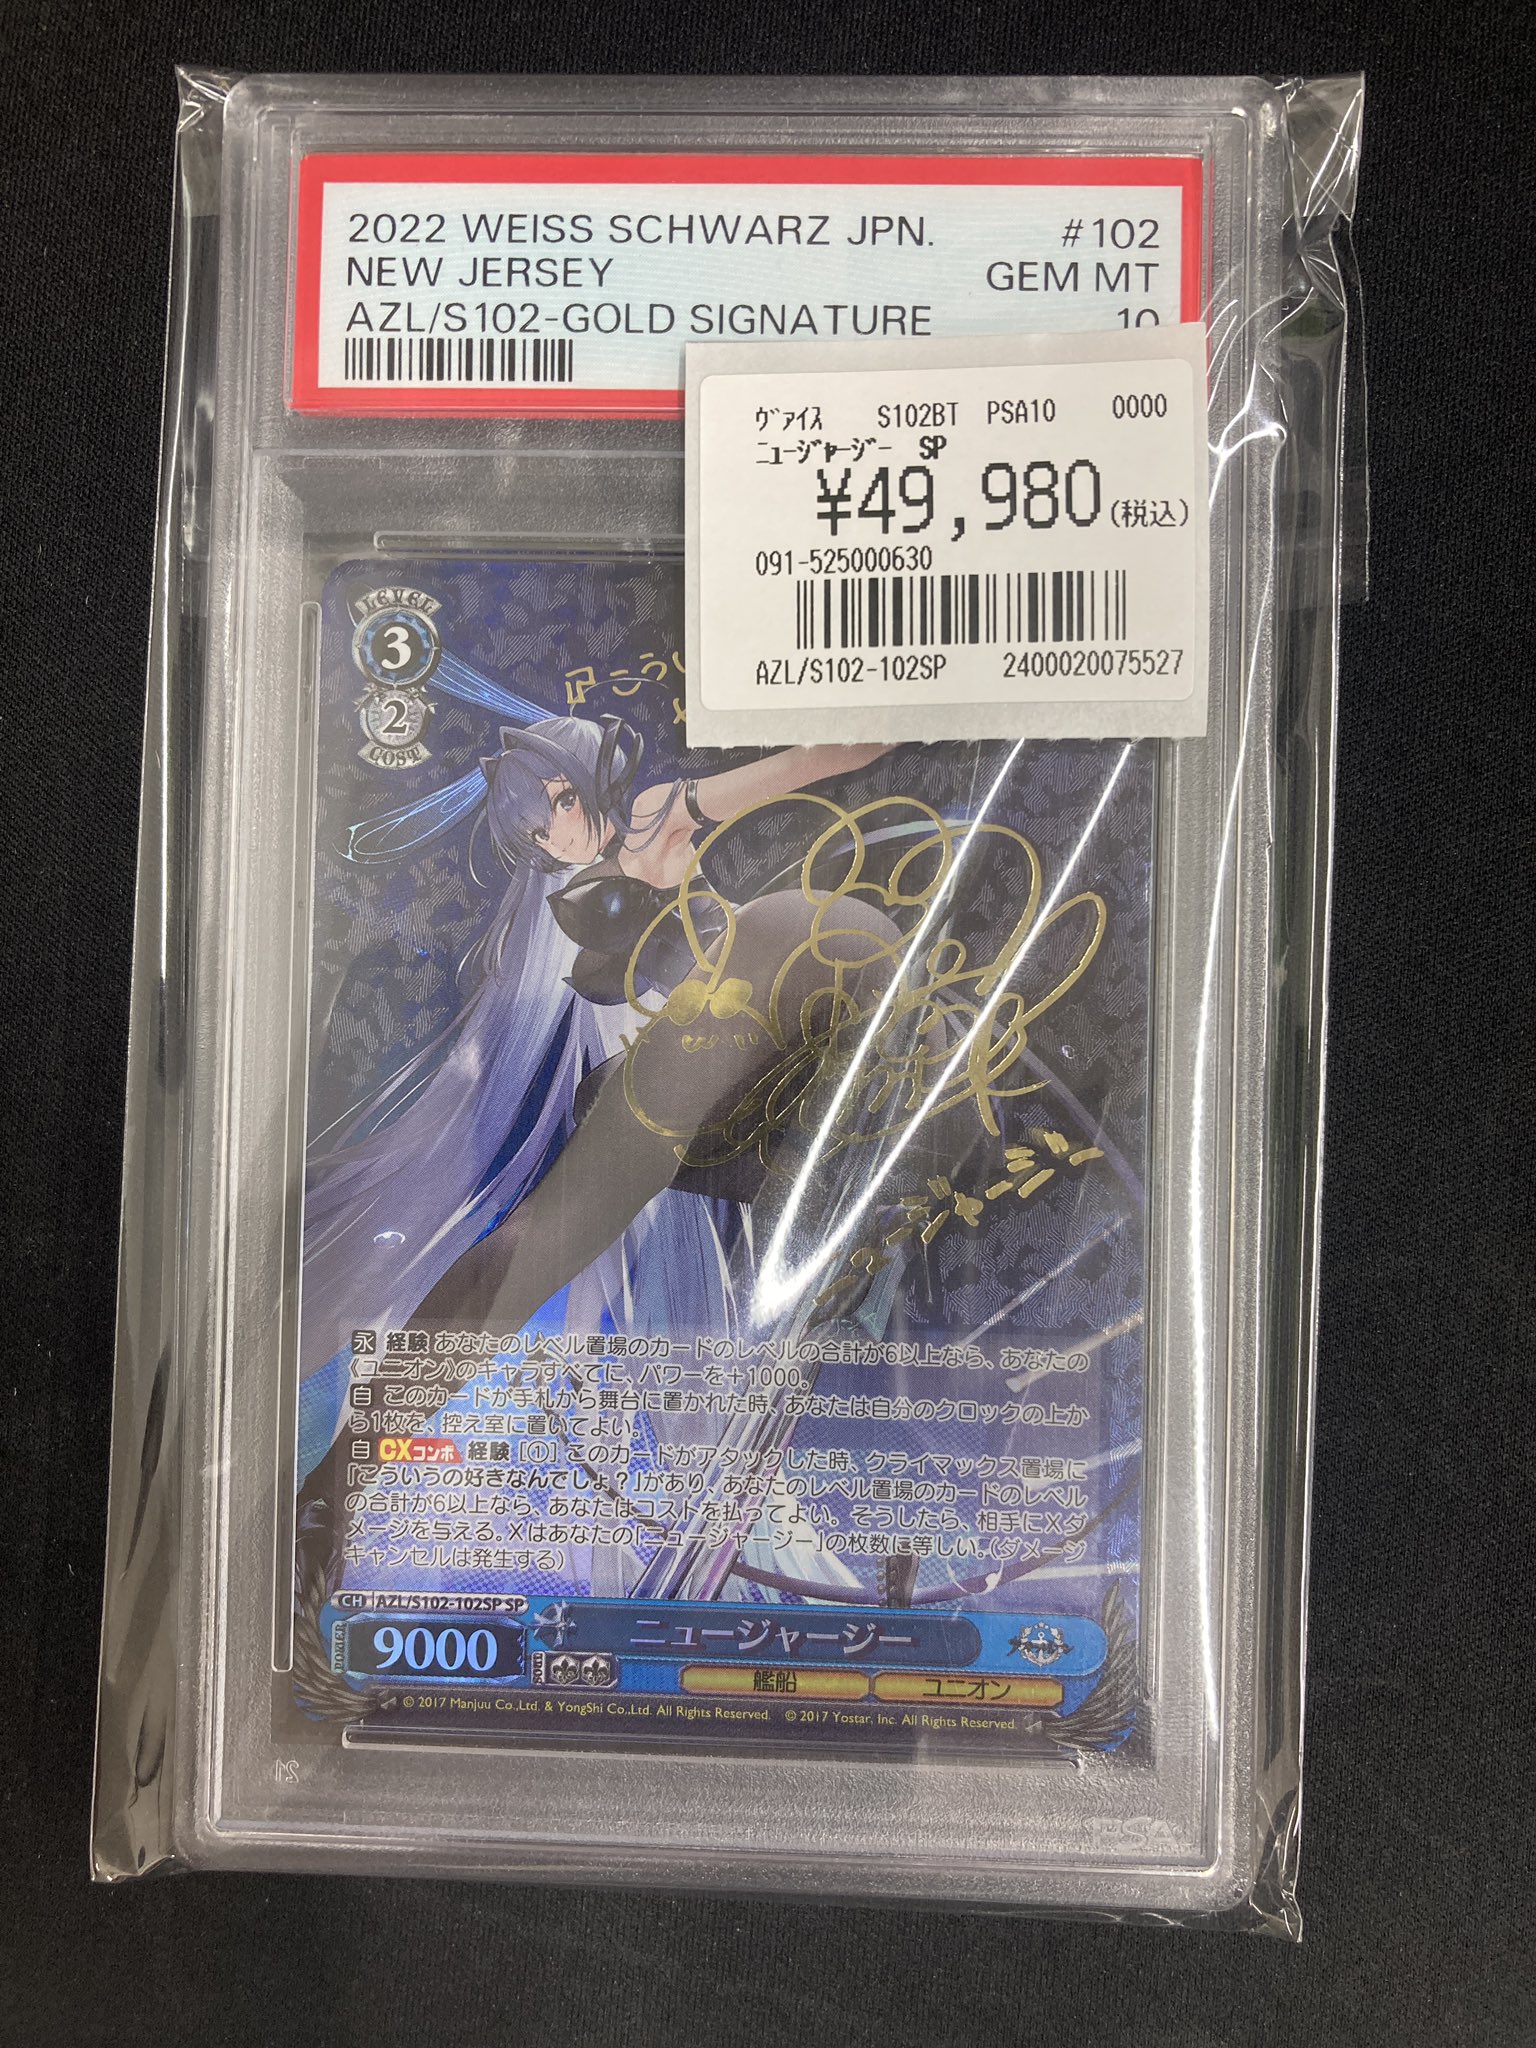 2022 WEISS SCHWARZ JPN. #102
NEW JERSEY GEM MT
AZL/S102-GOLD SIGNATURE 10
ヴァイス S102BT PSA10 0000
ニュージャージー SP
¥49,980(税込)
091-525000630
AZL/S102-102SP 2400020075527
LEVEL
3
2
COST
『こうい
ニュージャージー
永 経験 あなたのレベル置場のカードのレベルの合計が6以上なら、あなたの
《ユニオン》のキャラすべてに、パワーを+1000。
自 このカードが手札から舞台に置かれた時、あなたは自分のクロックの上か
ら1枚を、控え室に置いてよい。
自 CXコンボ 経験 [①] このカードがアタックした時、クライマックス置場に
「こういうの好きなんでしょ?」があり、あなたのレベル置場のカードのレベル
の合計が6以上なら、あなたはコストを払ってよい。そうしたら、相手にXダ
メージを与える。Xはあなたの「ニュージャージー」の枚数に等しい。(ダメージ
キャンセルは発生する)
CH AZL/S102-102SP SP
POWER 9000 SOUL ニュージャージー
艦船 ユニオン
© 2017 Manjuu Co.,Ltd. & YongShi Co.,Ltd. All Rights Reserved. © 2017 Yostar, Inc. All Rights Reserved.
PSA